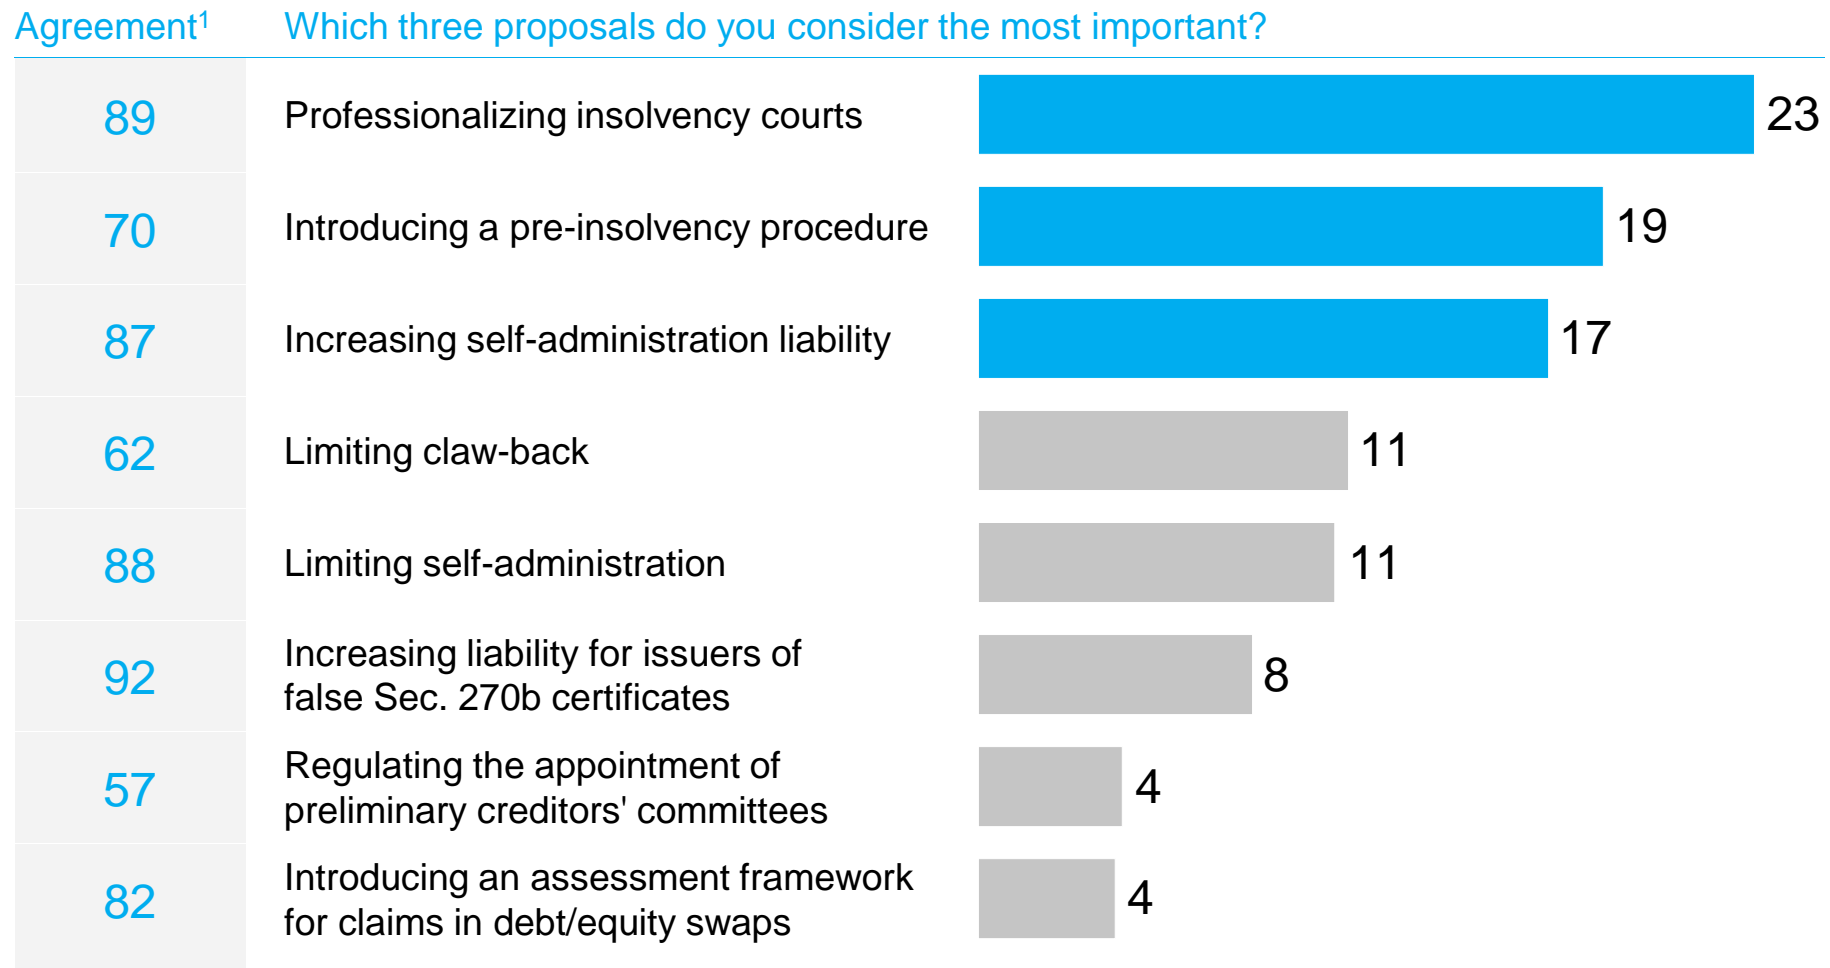 Agreement¹ Which three proposals do you consider the most important?
89 Professionalizing insolvency courts 23
70 Introducing a pre-insolvency procedure 19
87 Increasing self-administration liability 17
62 Limiting claw-back 11
88 Limiting self-administration 11
92 Increasing liability for issuers of
false Sec. 270b certificates 8
57 Regulating the appointment of
preliminary creditors' committees 4
82 Introducing an assessment framework
for claims in debt/equity swaps 4